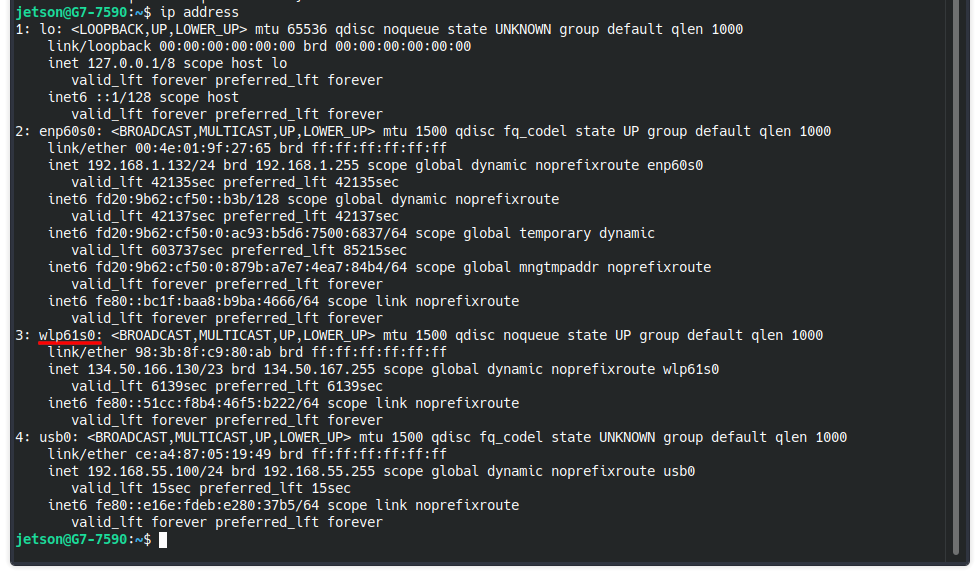 jetson@G7-7590:~$ ip address
1: lo: <LOOPBACK,UP,LOWER_UP> mtu 65536 qdisc noqueue state UNKNOWN group default qlen 1000
    link/loopback 00:00:00:00:00:00 brd 00:00:00:00:00:00
    inet 127.0.0.1/8 scope host lo
       valid_lft forever preferred_lft forever
    inet6 ::1/128 scope host
       valid_lft forever preferred_lft forever
2: enp60s0: <BROADCAST,MULTICAST,UP,LOWER_UP> mtu 1500 qdisc fq_codel state UP group default qlen 1000
    link/ether 00:4e:01:9f:27:65 brd ff:ff:ff:ff:ff:ff
    inet 192.168.1.132/24 brd 192.168.1.255 scope global dynamic noprefixroute enp60s0
       valid_lft 42135sec preferred_lft 42135sec
    inet6 fd20:9b62:cf50::b3b/128 scope global dynamic noprefixroute
       valid_lft 42137sec preferred_lft 42137sec
    inet6 fd20:9b62:cf50:0:ac93:b5d6:7500:6837/64 scope global temporary dynamic
       valid_lft 603737sec preferred_lft 85215sec
    inet6 fd20:9b62:cf50:0:879b:a7e7:4ea7:84b4/64 scope global mngtmpaddr noprefixroute
       valid_lft forever preferred_lft forever
    inet6 fe80::bc1f:baa8:b9ba:4666/64 scope link noprefixroute
       valid_lft forever preferred_lft forever
3: wlp61s0: <BROADCAST,MULTICAST,UP,LOWER_UP> mtu 1500 qdisc noqueue state UP group default qlen 1000
    link/ether 98:3b:8f:c9:80:ab brd ff:ff:ff:ff:ff:ff
    inet 134.50.166.130/23 brd 134.50.167.255 scope global dynamic noprefixroute wlp61s0
       valid_lft 6139sec preferred_lft 6139sec
    inet6 fe80::51cc:f8b4:46f5:b222/64 scope link noprefixroute
       valid_lft forever preferred_lft forever
4: usb0: <BROADCAST,MULTICAST,UP,LOWER_UP> mtu 1500 qdisc fq_codel state UNKNOWN group default qlen 1000
    link/ether ce:a4:87:05:19:49 brd ff:ff:ff:ff:ff:ff
    inet 192.168.55.100/24 brd 192.168.55.255 scope global dynamic noprefixroute usb0
       valid_lft 15sec preferred_lft 15sec
    inet6 fe80::e16e:fdeb:e280:37b5/64 scope link noprefixroute
       valid_lft forever preferred_lft forever
jetson@G7-7590:~$